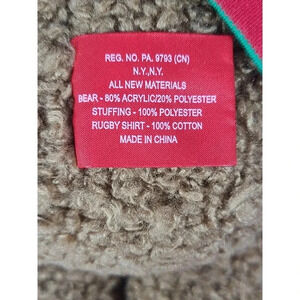 REG. NO. PA. 9793 (CN)
N.Y., N.Y.
ALL NEW MATERIALS
BEAR - 80% ACRYLIC/20% POLYESTER
STUFFING - 100% POLYESTER
RUGBY SHIRT - 100% COTTON
MADE IN CHINA